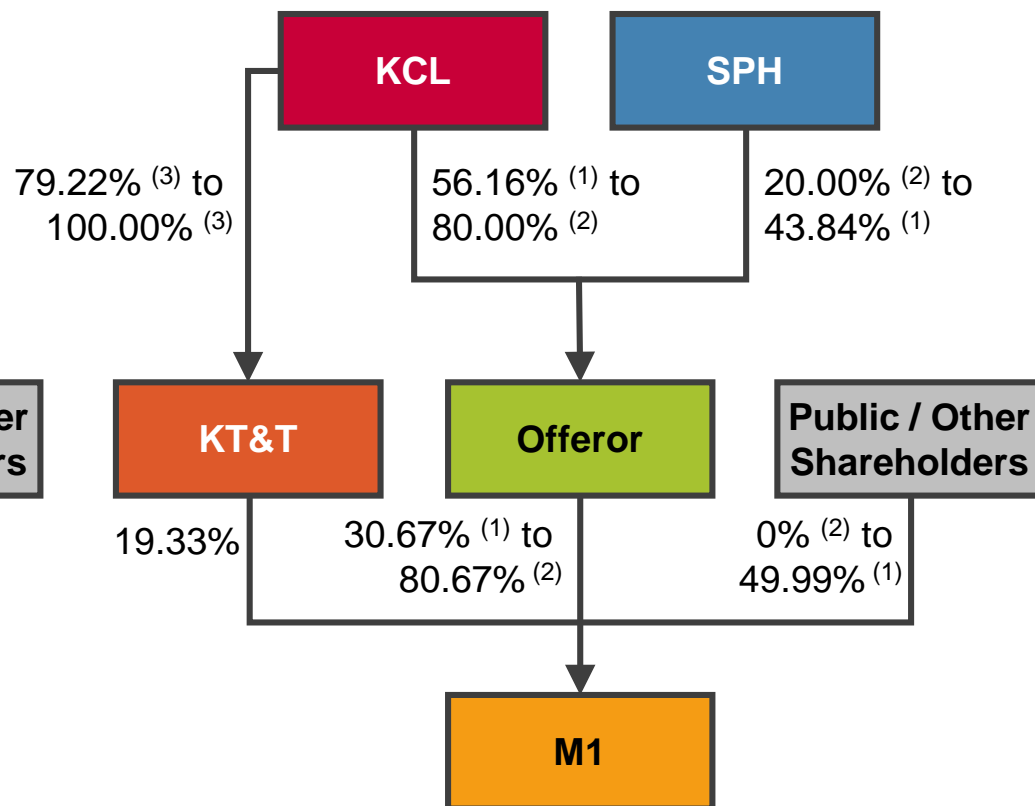 KCL
SPH
79.22% (3) to
100.00% (3)
56.16% (1) to
80.00% (2)
20.00% (2) to
43.84% (1)
KT&T
Offeror
Public / Other
Shareholders
19.33%
30.67% (1) to
80.67% (2)
0% (2) to
49.99% (1)
M1